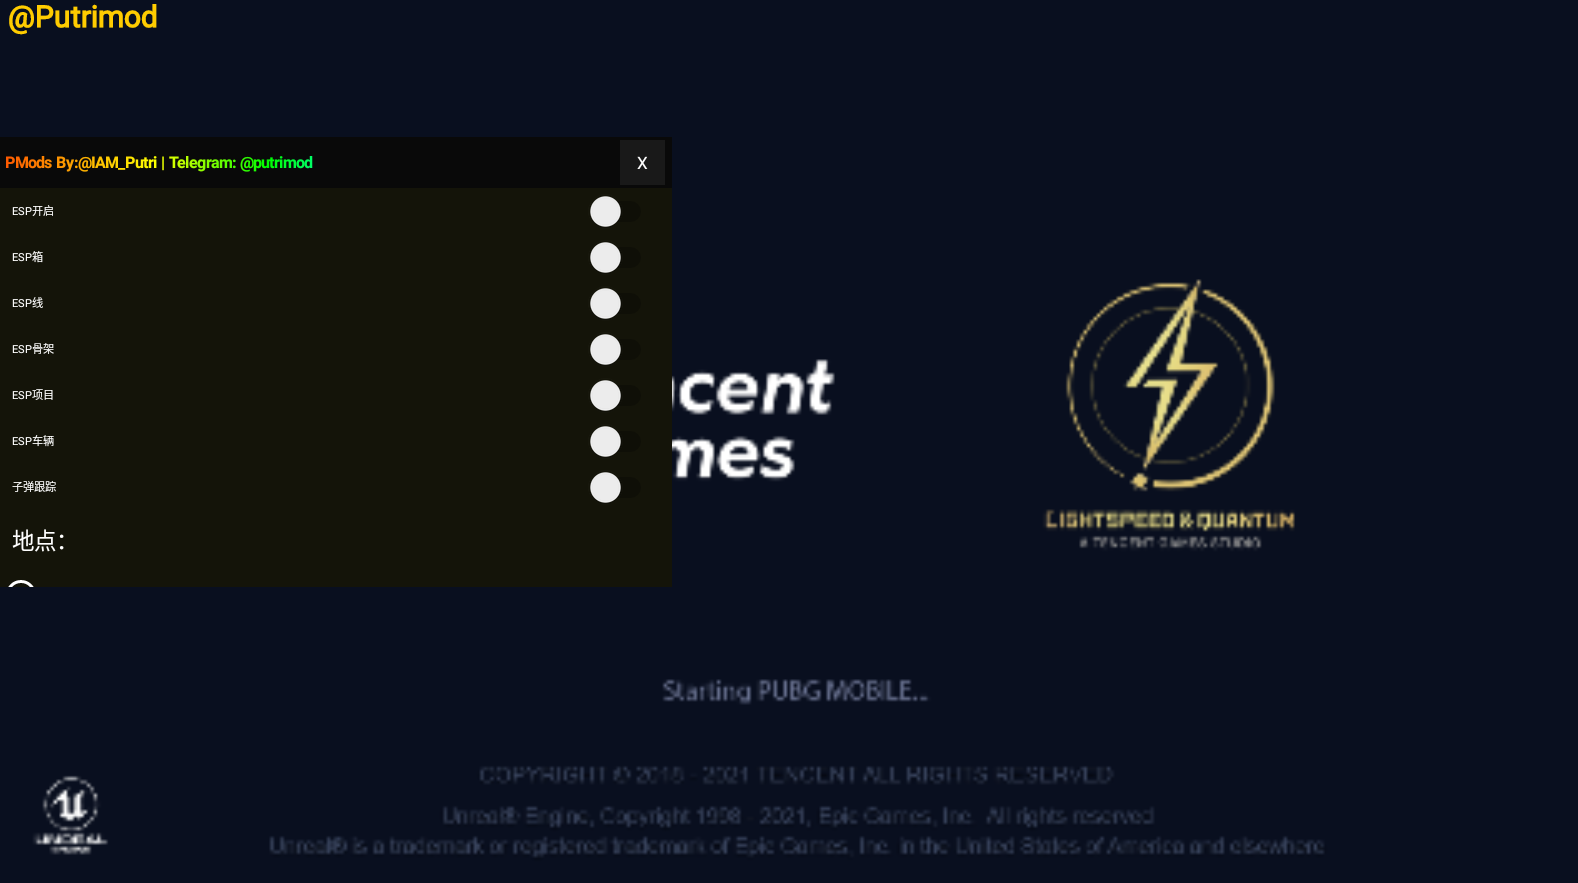 @Putrimod
PMods By:@IAM_Putri | Telegram: @putrimod
X
ESP开启
ESP箱
ESP线
ESP骨架
ESP项目
ESP车辆
子弹跟踪
地点：
cent
mes
LIGHTSPEED & QUANTUM
A TENCENT GAMES STUDIO
Starting PUBG MOBILE...
COPYRIGHT © 2018 - 2021 TENCENT ALL RIGHTS RESERVED
Unreal® Engine, Copyright 1998 - 2021, Epic Games, Inc. All rights reserved
Unreal® is a trademark or registered trademark of Epic Games, Inc. in the United States of America and elsewhere
UNREAL